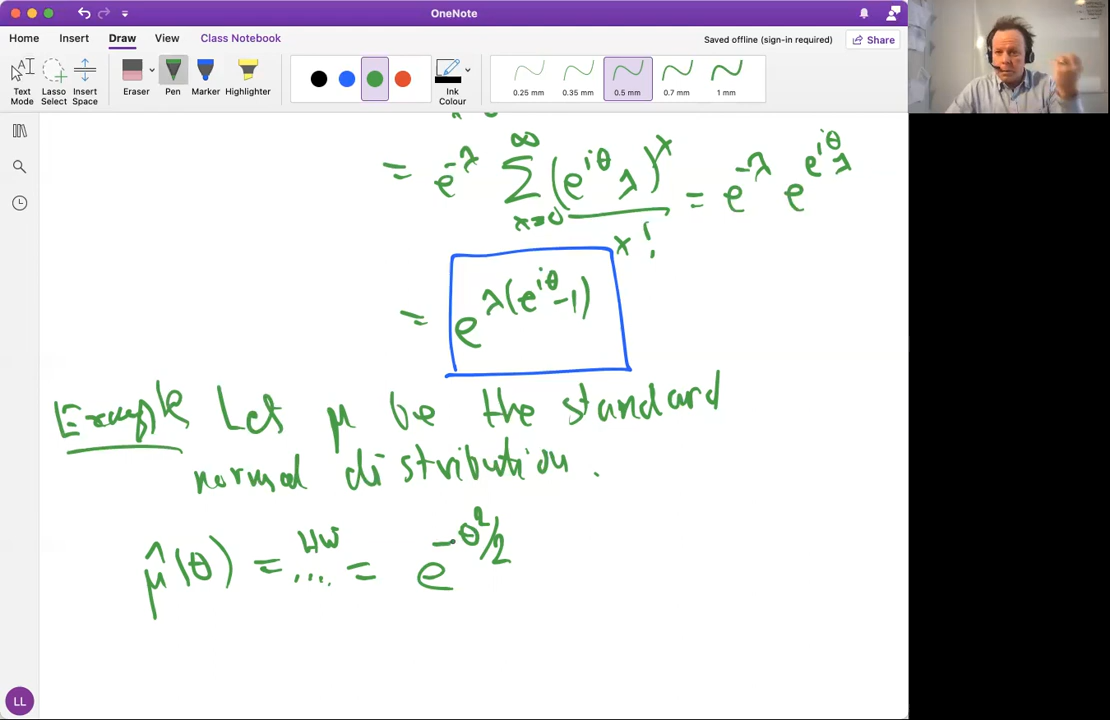 OneNote
Home Insert Draw View Class Notebook
Saved offline (sign-in required) Share
Text Mode Lasso Select Insert Space Eraser Pen Marker Highlighter Ink Colour 0.25 mm 0.35 mm 0.5 mm 0.7 mm 1 mm
= e^{-λ} ∑_{x=0}^{∞} (e^{iθ} λ)^x / x! = e^{-λ} e^{e^{iθ} λ}
= e^{λ(e^{iθ}-1)}
Example Let μ be the standard
normal distribution.
μ̂(θ) = HW ... = e^{-θ²/2}
LL